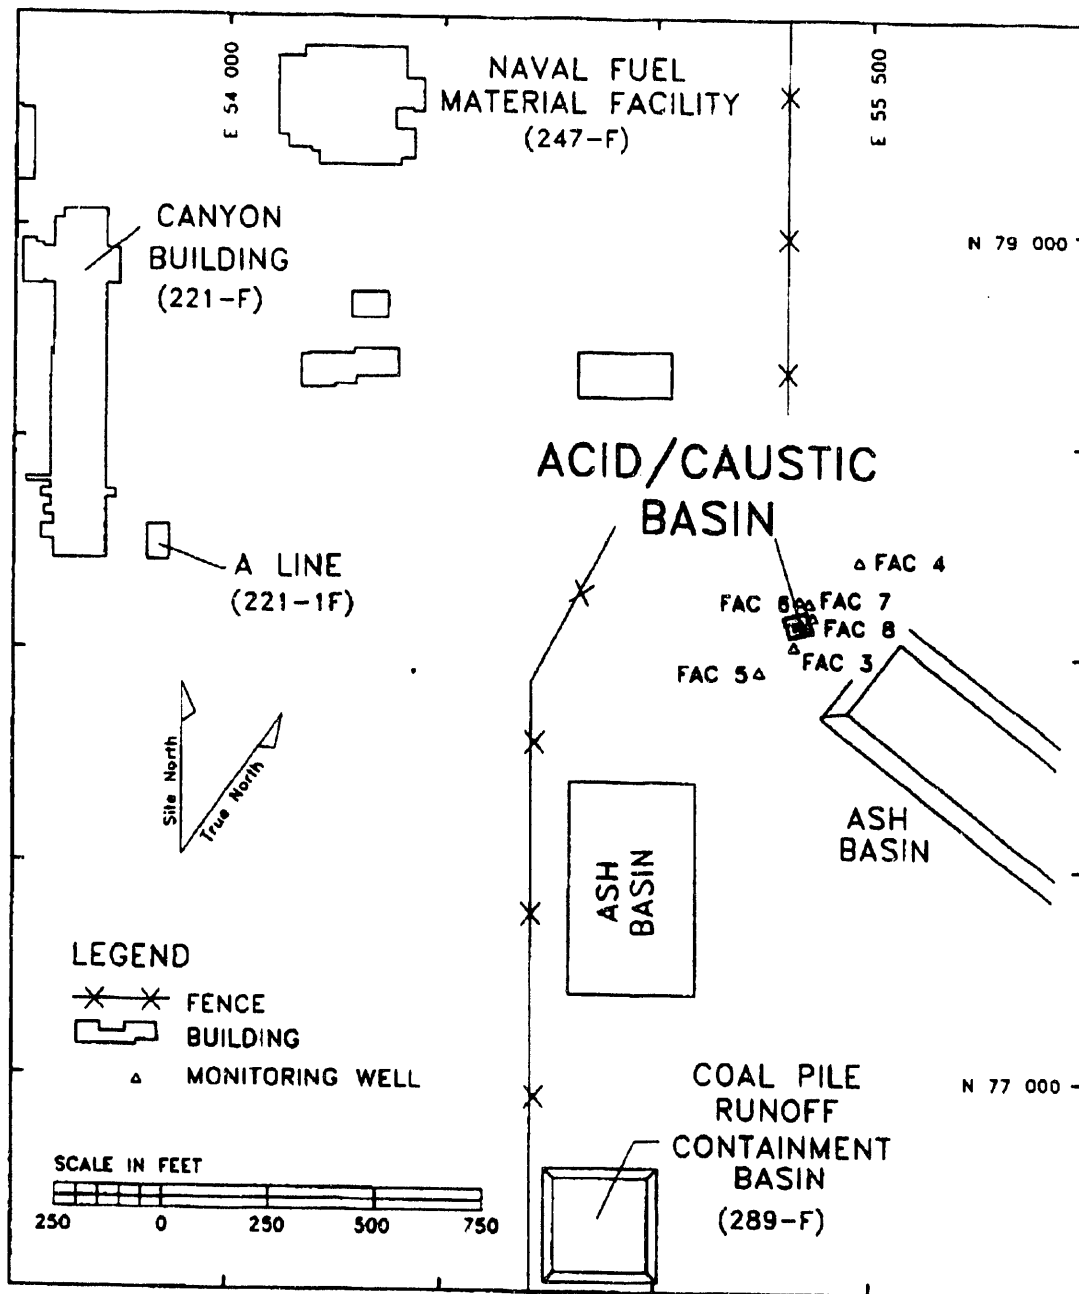 E 54 000
NAVAL FUEL
MATERIAL FACILITY
(247-F)
E 55 500
CANYON
BUILDING
(221-F)
N 79 000
ACID/CAUSTIC
BASIN
A LINE
(221-1F)
FAC 4
FAC 6
FAC 7
FAC 8
FAC 3
FAC 5
Site North
True North
ASH
BASIN
ASH
BASIN
LEGEND
FENCE
BUILDING
MONITORING WELL
COAL PILE
RUNOFF
CONTAINMENT
BASIN
(289-F)
N 77 000
SCALE IN FEET
250 0 250 500 750